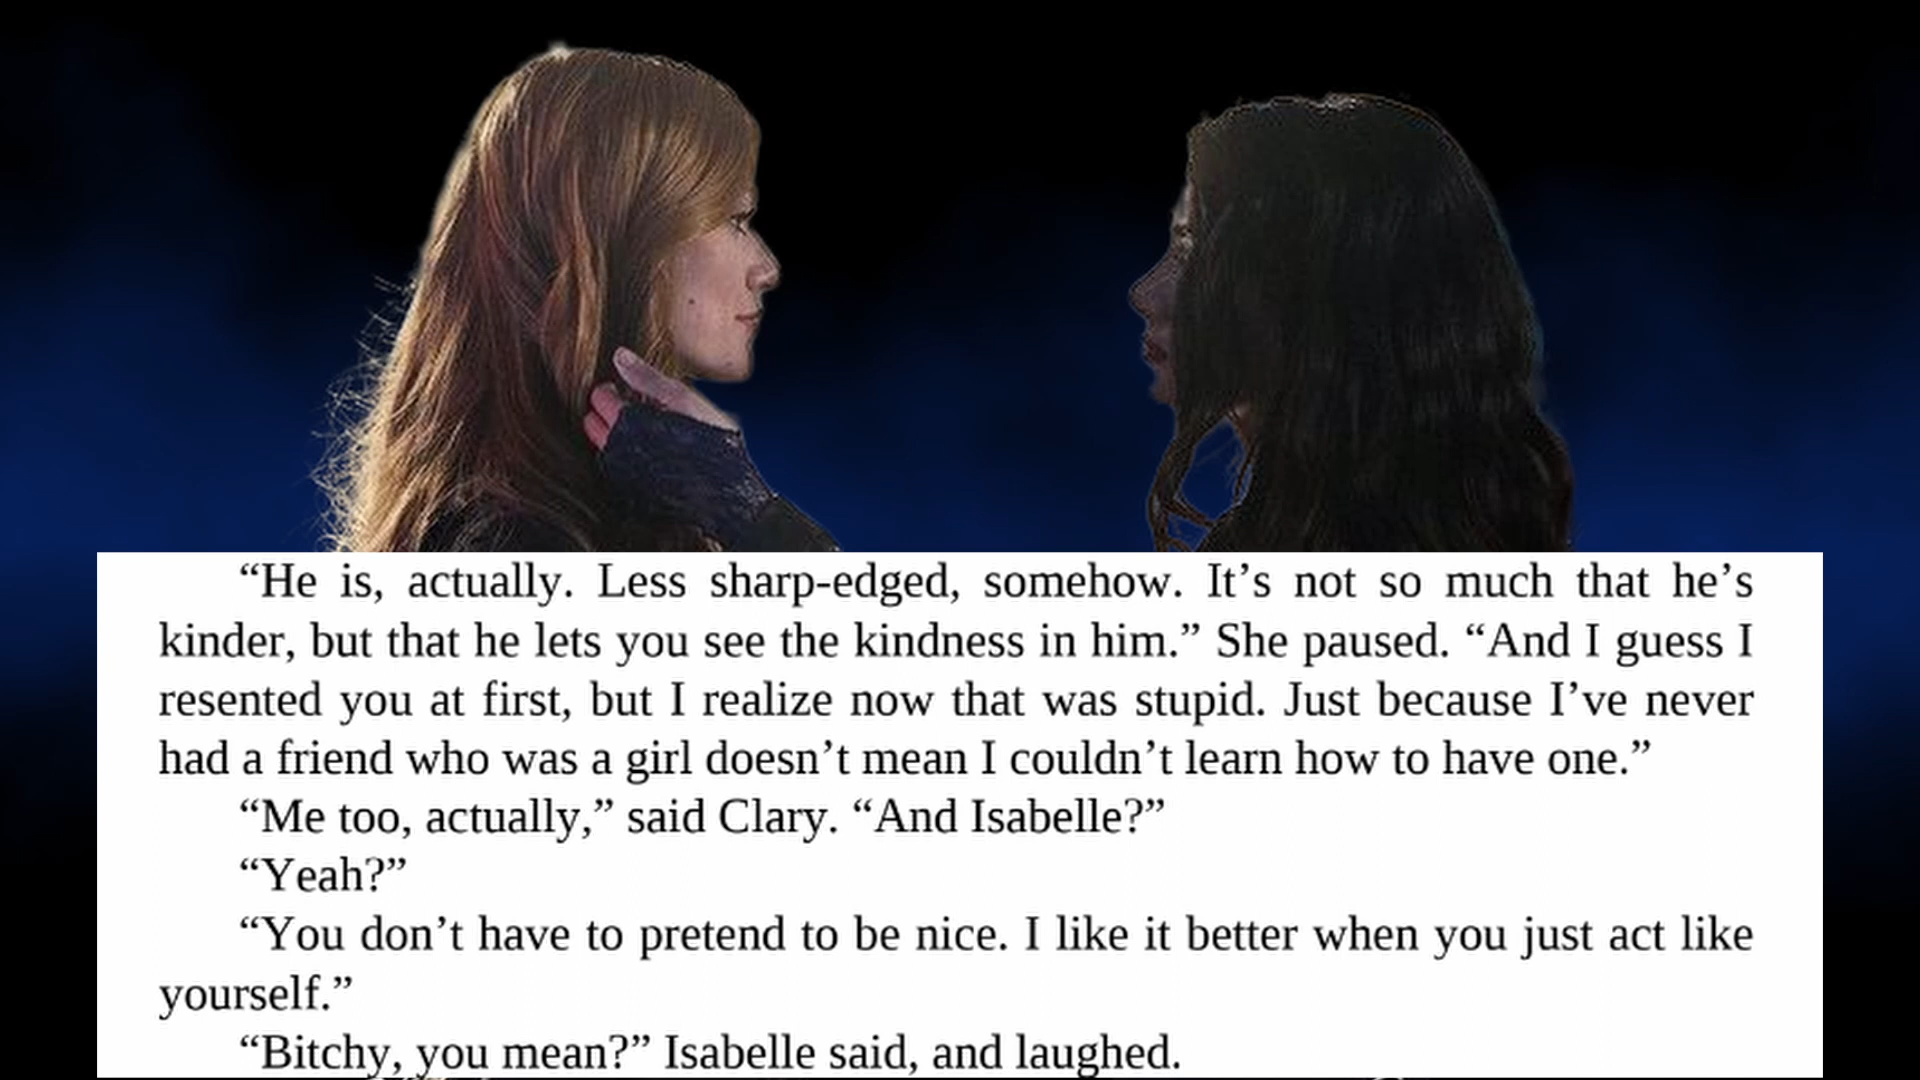 “He is, actually. Less sharp-edged, somehow. It’s not so much that he’s
kinder, but that he lets you see the kindness in him.” She paused. “And I guess I
resented you at first, but I realize now that was stupid. Just because I’ve never
had a friend who was a girl doesn’t mean I couldn’t learn how to have one.”
“Me too, actually,” said Clary. “And Isabelle?”
“Yeah?”
“You don’t have to pretend to be nice. I like it better when you just act like
yourself.”
“Bitchy, you mean?” Isabelle said, and laughed.